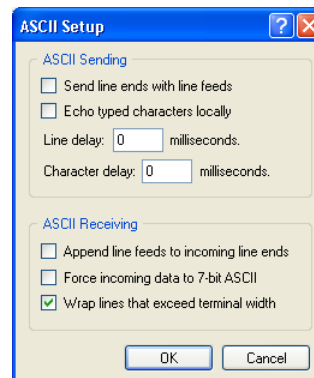 ASCII Setup
ASCII Sending
Send line ends with line feeds
Echo typed characters locally
Line delay: 0 milliseconds.
Character delay: 0 milliseconds.
ASCII Receiving
Append line feeds to incoming line ends
Force incoming data to 7-bit ASCII
Wrap lines that exceed terminal width
OK Cancel